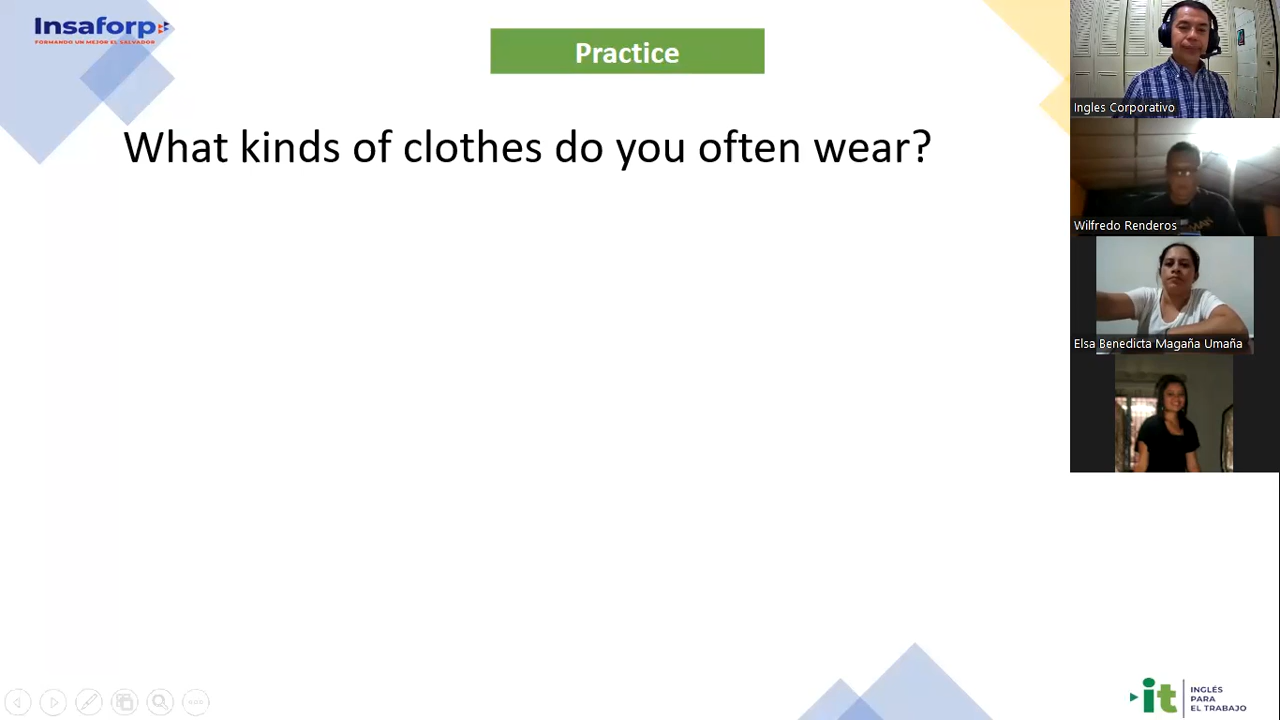 Insaforp
FORMANDO UN MEJOR EL SALVADOR
Practice
What kinds of clothes do you often wear?
Ingles Corporativo
Wilfredo Renderos
Elsa Benedicta Magaña Umaña
it
INGLÉS
PARA
EL TRABAJO